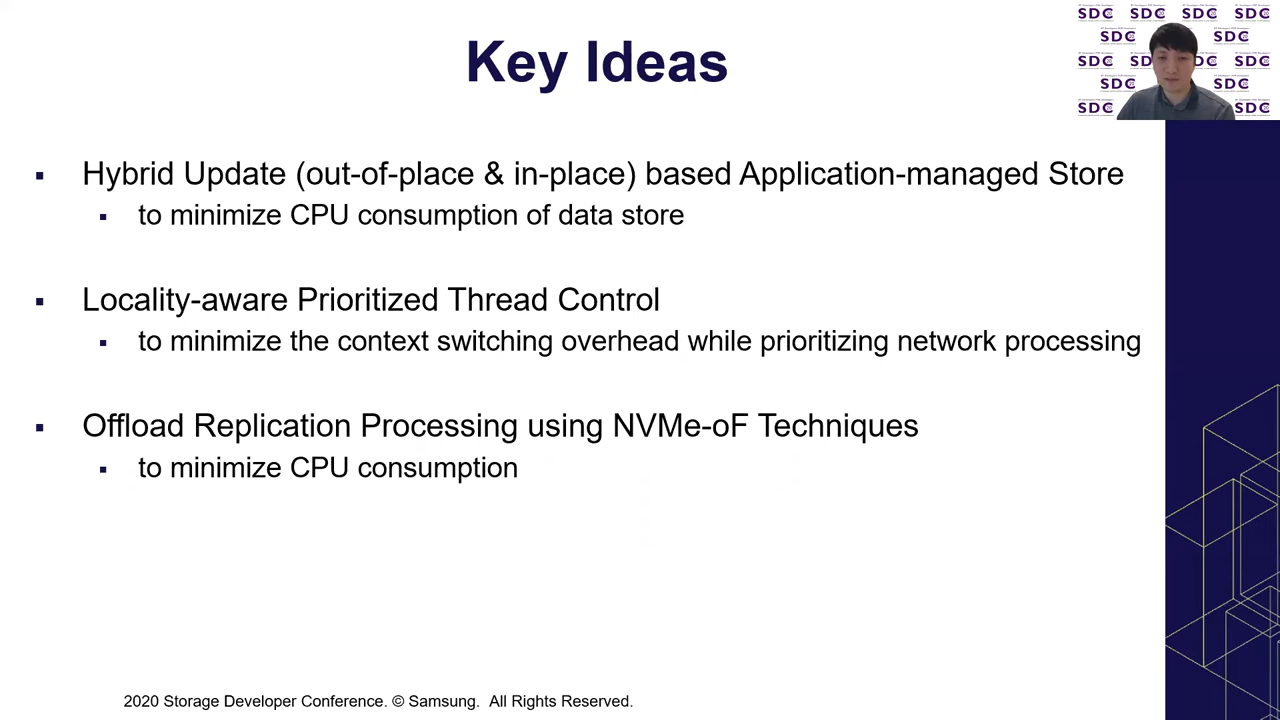 Key Ideas
SDC SDC SDC SDC
SDC SDC
SDC SDC SDC SDC
SDC SDC
SDC SDC
▪ Hybrid Update (out-of-place & in-place) based Application-managed Store
▪ to minimize CPU consumption of data store
▪ Locality-aware Prioritized Thread Control
▪ to minimize the context switching overhead while prioritizing network processing
▪ Offload Replication Processing using NVMe-oF Techniques
▪ to minimize CPU consumption
2020 Storage Developer Conference. © Samsung. All Rights Reserved.